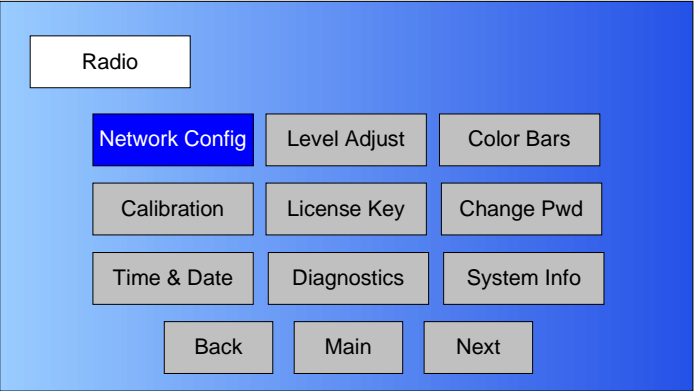 Radio
Network Config
Level Adjust
Color Bars
Calibration
License Key
Change Pwd
Time & Date
Diagnostics
System Info
Back
Main
Next